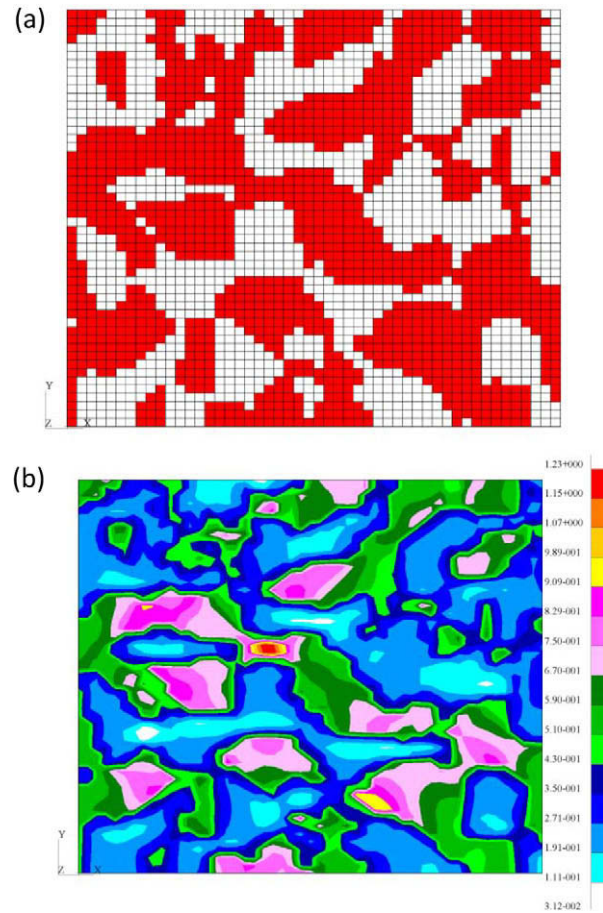 (a)
Y
Z X
(b)
1.23+000
1.15+000
1.07+000
9.89-001
9.09-001
8.29-001
7.50-001
6.70-001
5.90-001
5.10-001
4.30-001
3.50-001
2.71-001
1.91-001
1.11-001
3.12-002
Y
Z X